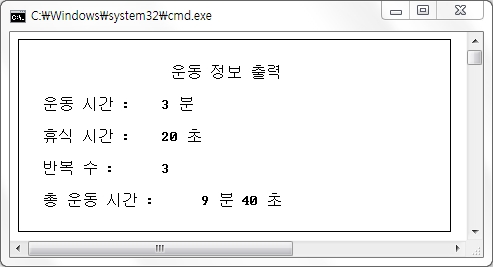 C:\Windows\system32\cmd.exe
운동 정보 출력
운동 시간 : 3 분
휴식 시간 : 20 초
반복 수 : 3
총 운동 시간 : 9 분 40 초